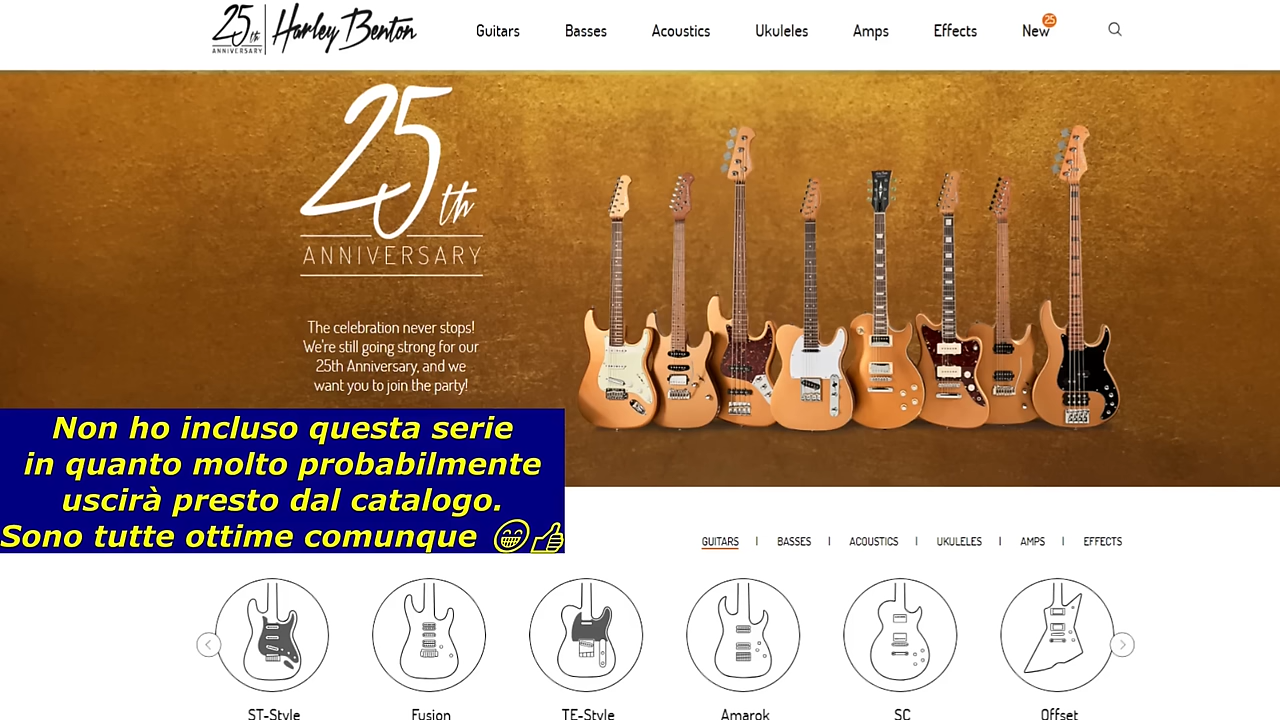 25th ANNIVERSARY Harley Benton Guitars Basses Acoustics Ukuleles Amps Effects New 25
25th
ANNIVERSARY
The celebration never stops!
We're still going strong for our
25th Anniversary, and we
want you to join the party!
Non ho incluso questa serie
in quanto molto probabilmente
uscirà presto dal catalogo.
Sono tutte ottime comunque 😁👍
GUITARS | BASSES | ACOUSTICS | UKULELES | AMPS | EFFECTS
ST-Style Fusion TE-Style Amarok SC Offset